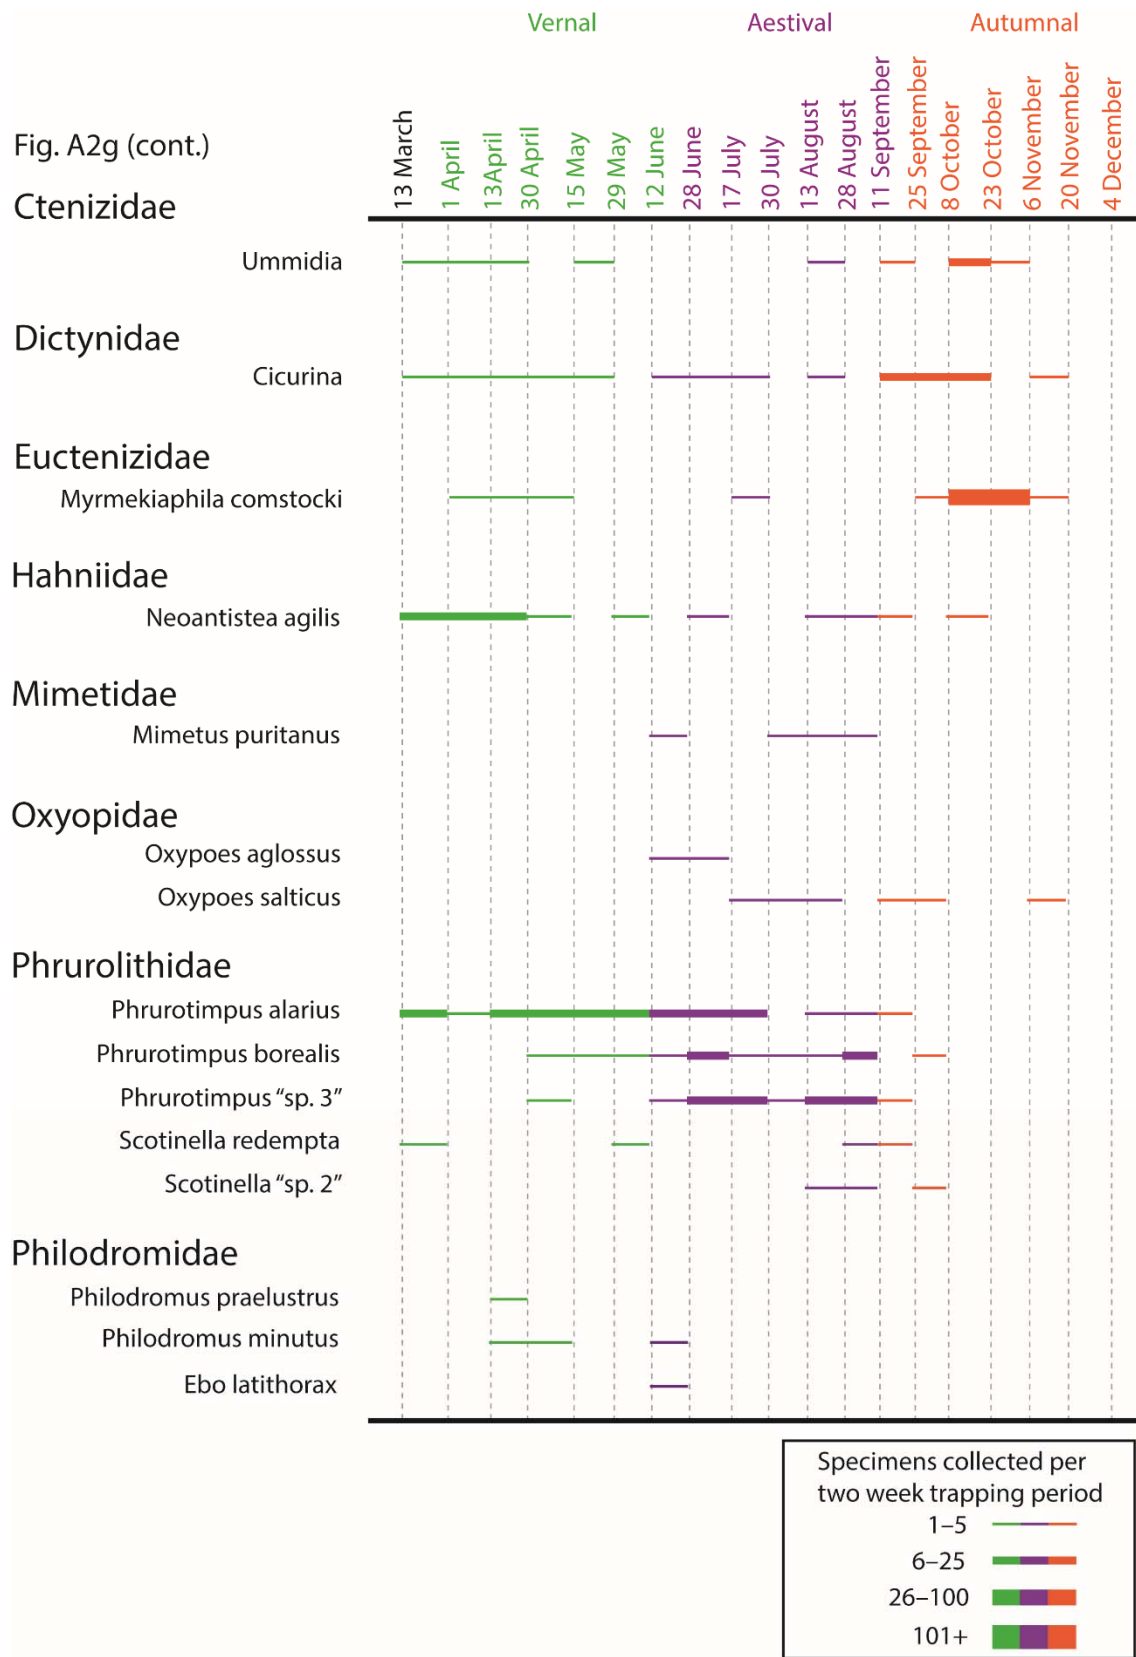 Vernal Aestival Autumnal
Fig. A2g (cont.)
13 March
1 April
13April
30 April
15 May
29 May
12 June
28 June
17 July
30 July
13 August
28 August
11 September
25 September
8 October
23 October
6 November
20 November
4 December
Ctenizidae
Ummidia
Dictynidae
Cicurina
Euctenizidae
Myrmekiaphila comstocki
Hahniidae
Neoantistea agilis
Mimetidae
Mimetus puritanus
Oxyopidae
Oxypoes aglossus
Oxypoes salticus
Phrurolithidae
Phrurotimpus alarius
Phrurotimpus borealis
Phrurotimpus “sp. 3”
Scotinella redempta
Scotinella “sp. 2”
Philodromidae
Philodromus praelustrus
Philodromus minutus
Ebo latithorax
Specimens collected per
two week trapping period
1–5
6–25
26–100
101+